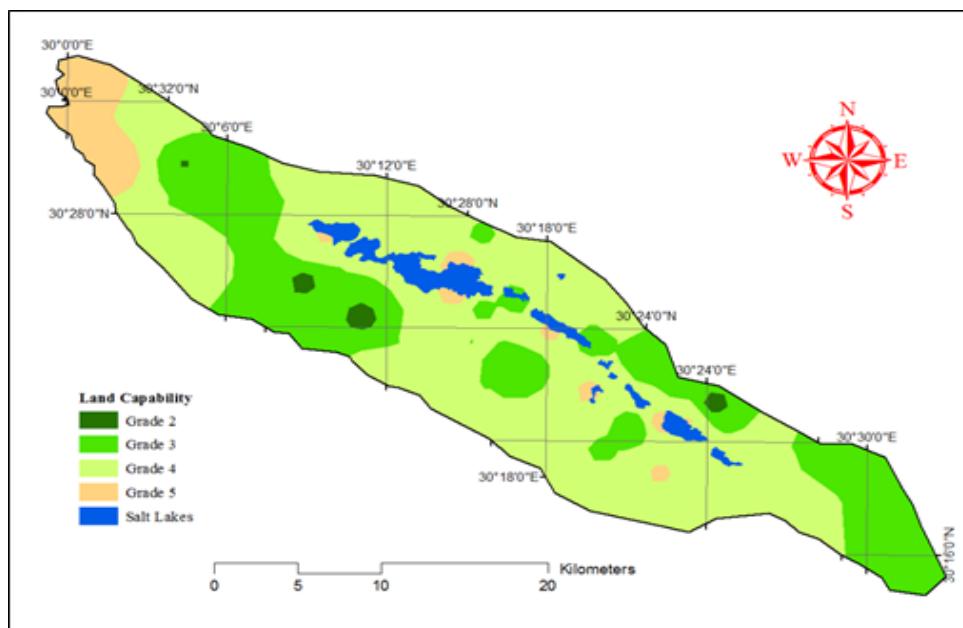 30°0'0"E
30°32'0"N
30°0'0"E
30°6'0"E
30°12'0"E
30°28'0"N
30°28'0"N
30°18'0"E
30°24'0"N
30°24'0"E
30°30'0"E
30°18'0"E
30°16'0"N
N
W E
S
Land Capability
Grade 2
Grade 3
Grade 4
Grade 5
Salt Lakes
Kilometers
0 5 10 20